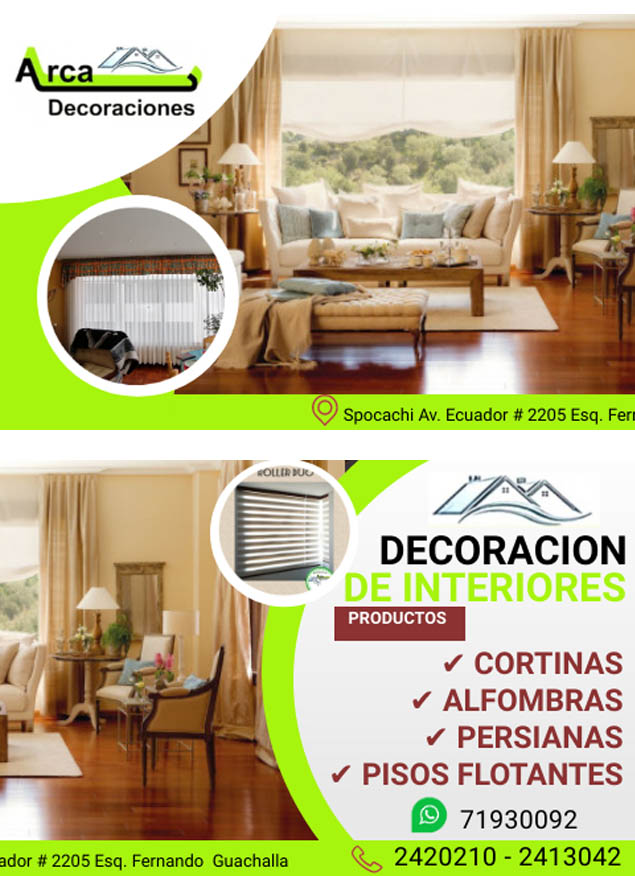 Arca
Decoraciones
Spocachi Av. Ecuador # 2205 Esq. Fer
ROLLER DUO
DECORACION
DE INTERIORES
PRODUCTOS
✔ CORTINAS
✔ ALFOMBRAS
✔ PERSIANAS
✔ PISOS FLOTANTES
71930092
ador # 2205 Esq. Fernando Guachalla
2420210 - 2413042